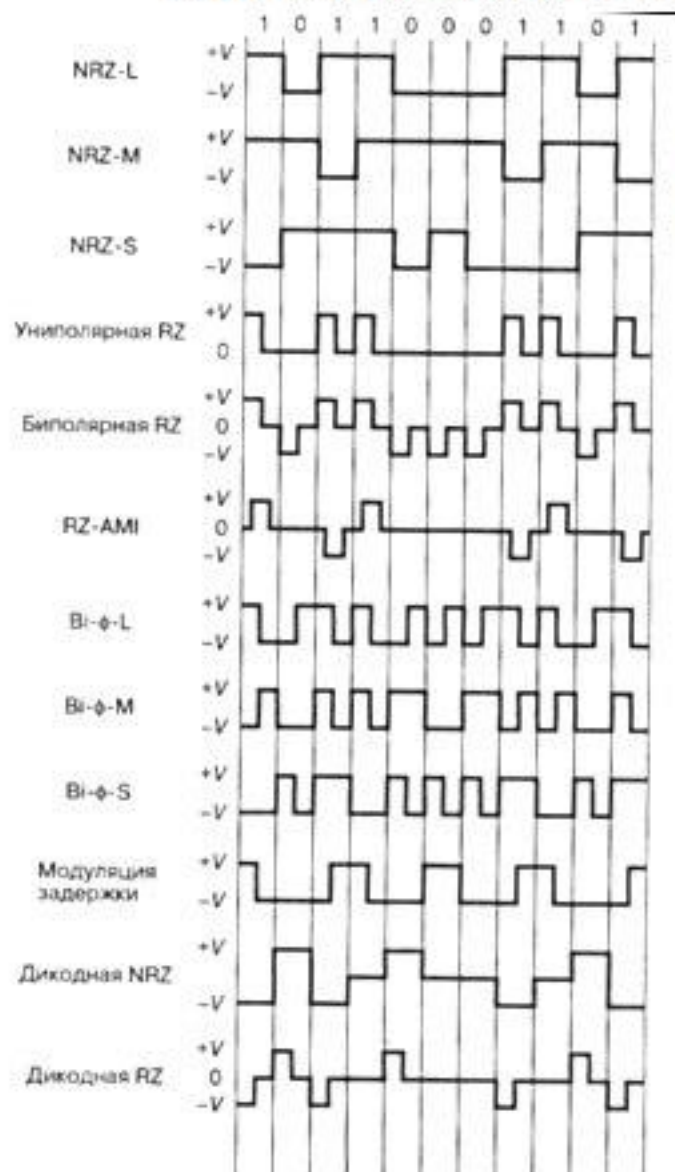 1 0 1 1 0 0 0 1 1 0 1
NRZ-L
+V
−V
NRZ-M
+V
−V
NRZ-S
+V
−V
Униполярная RZ
+V
0
Биполярная RZ
+V
0
−V
RZ-AMI
+V
0
−V
Bi-ϕ-L
+V
−V
Bi-ϕ-M
+V
−V
Bi-ϕ-S
+V
−V
Модуляция
задержки
+V
−V
Дикодная NRZ
+V
−V
Дикодная RZ
+V
0
−V